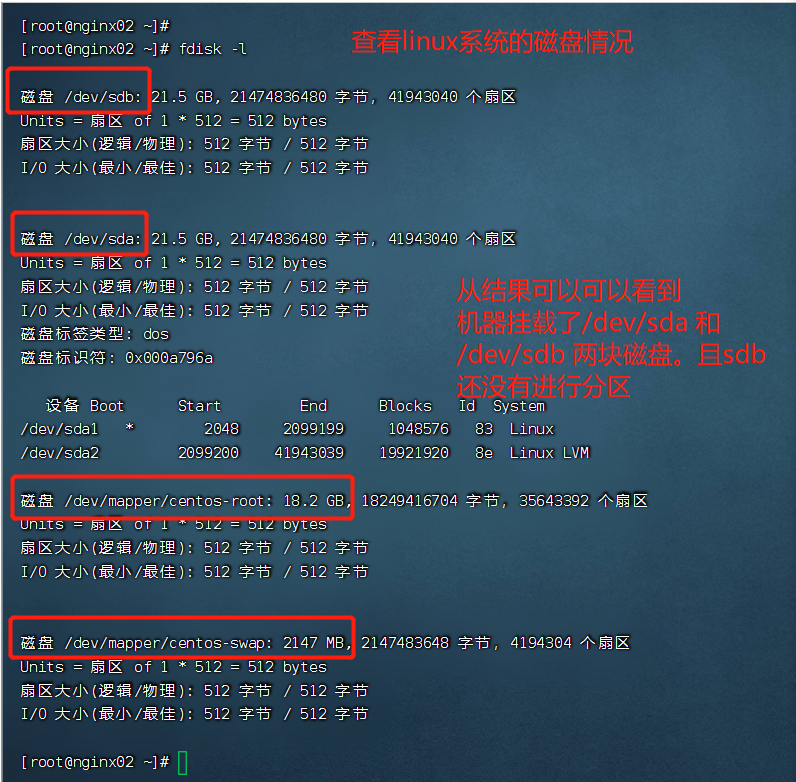 [root@nginx02 ~]#
[root@nginx02 ~]# fdisk -l
查看linux系统的磁盘情况
磁盘 /dev/sdb: 21.5 GB, 21474836480 字节, 41943040 个扇区
Units = 扇区 of 1 * 512 = 512 bytes
扇区大小(逻辑/物理): 512 字节 / 512 字节
I/O 大小(最小/最佳): 512 字节 / 512 字节
磁盘 /dev/sda: 21.5 GB, 21474836480 字节, 41943040 个扇区
Units = 扇区 of 1 * 512 = 512 bytes
扇区大小(逻辑/物理): 512 字节 / 512 字节
I/O 大小(最小/最佳): 512 字节 / 512 字节
磁盘标签类型: dos
磁盘标识符: 0x000a796a
从结果可以可以看到
机器挂载了/dev/sda 和
/dev/sdb 两块磁盘。且sdb
还没有进行分区
设备 Boot Start End Blocks Id System
/dev/sda1 * 2048 2099199 1048576 83 Linux
/dev/sda2 2099200 41943039 19921920 8e Linux LVM
磁盘 /dev/mapper/centos-root: 18.2 GB, 18249416704 字节, 35643392 个扇区
Units = 扇区 of 1 * 512 = 512 bytes
扇区大小(逻辑/物理): 512 字节 / 512 字节
I/O 大小(最小/最佳): 512 字节 / 512 字节
磁盘 /dev/mapper/centos-swap: 2147 MB, 2147483648 字节, 4194304 个扇区
Units = 扇区 of 1 * 512 = 512 bytes
扇区大小(逻辑/物理): 512 字节 / 512 字节
I/O 大小(最小/最佳): 512 字节 / 512 字节
[root@nginx02 ~]#